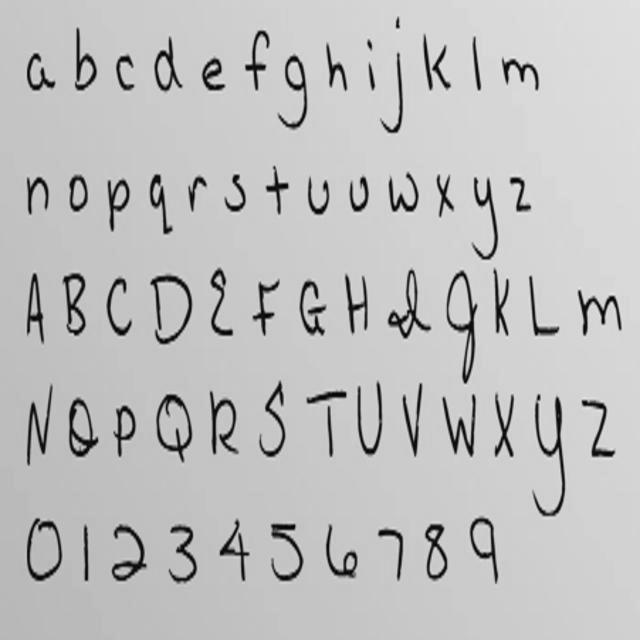 a b c d e f g h i j k l m
n o p q r s t u v w x y z
A B C D E F G H I J K L m
N O P Q R S T U V W X Y Z
0 1 2 3 4 5 6 7 8 9